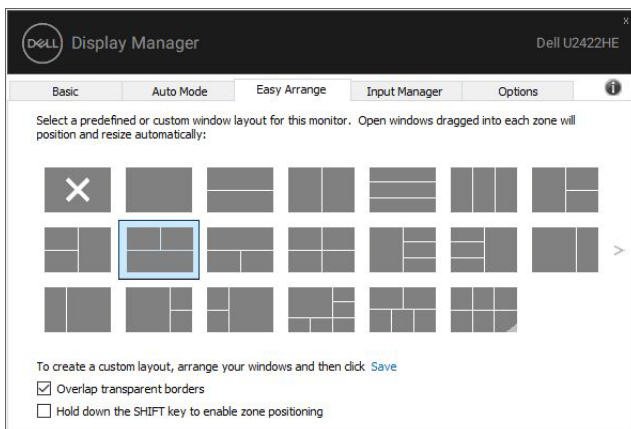 DELL Display Manager
Dell U2422HE
Basic Auto Mode Easy Arrange Input Manager Options
Select a predefined or custom window layout for this monitor. Open windows dragged into each zone will
position and resize automatically:
To create a custom layout, arrange your windows and then click Save
Overlap transparent borders
Hold down the SHIFT key to enable zone positioning